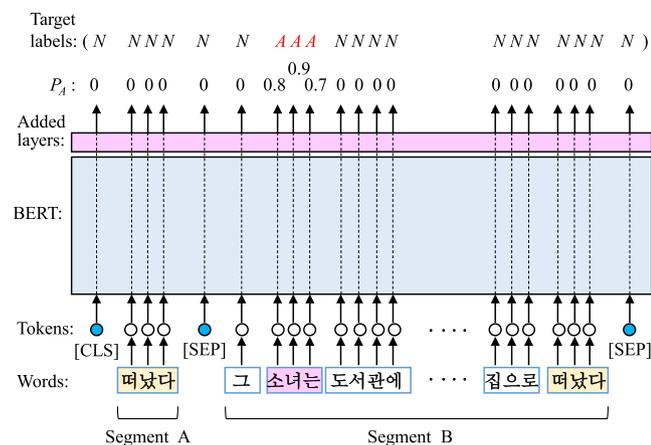 Target
labels: ( N N N N N N A A A N N N N N N N N N N N )
0.9
P_A : 0 0 0 0 0 0 0.8 0.7 0 0 0 0 0 0 0 0 0 0 0
Added
layers:
BERT:
Tokens: · · · ·
[CLS] [SEP] [SEP]
Words: 떠났다 그 소녀는 도서관에 · · · · 집으로 떠났다
Segment A Segment B